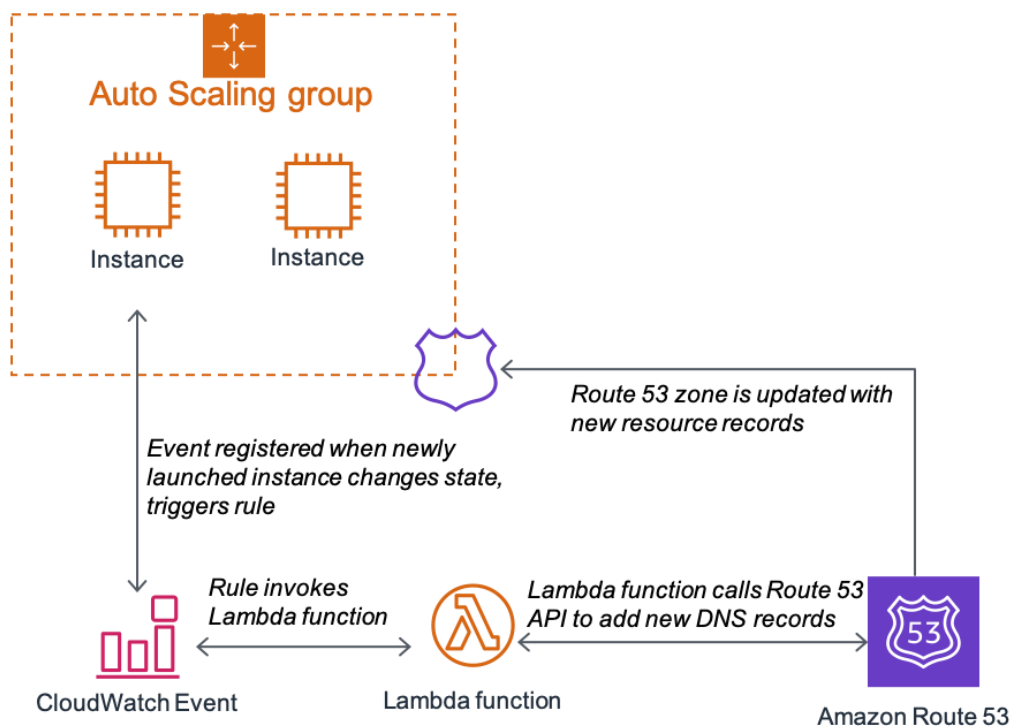 Auto Scaling group
Instance
Instance
Route 53 zone is updated with
new resource records
Event registered when newly
launched instance changes state,
triggers rule
Rule invokes
Lambda function
Lambda function calls Route 53
API to add new DNS records
53
CloudWatch Event
Lambda function
Amazon Route 53